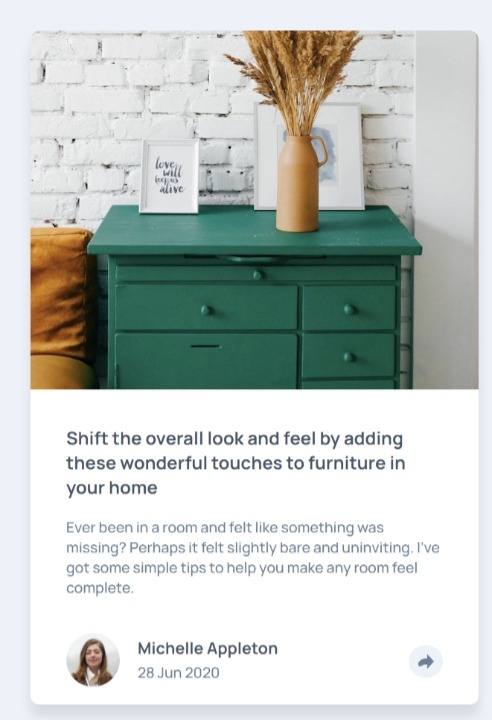 love
will
keep us
alive
Shift the overall look and feel by adding
these wonderful touches to furniture in
your home
Ever been in a room and felt like something was
missing? Perhaps it felt slightly bare and uninviting. I've
got some simple tips to help you make any room feel
complete.
Michelle Appleton
28 Jun 2020